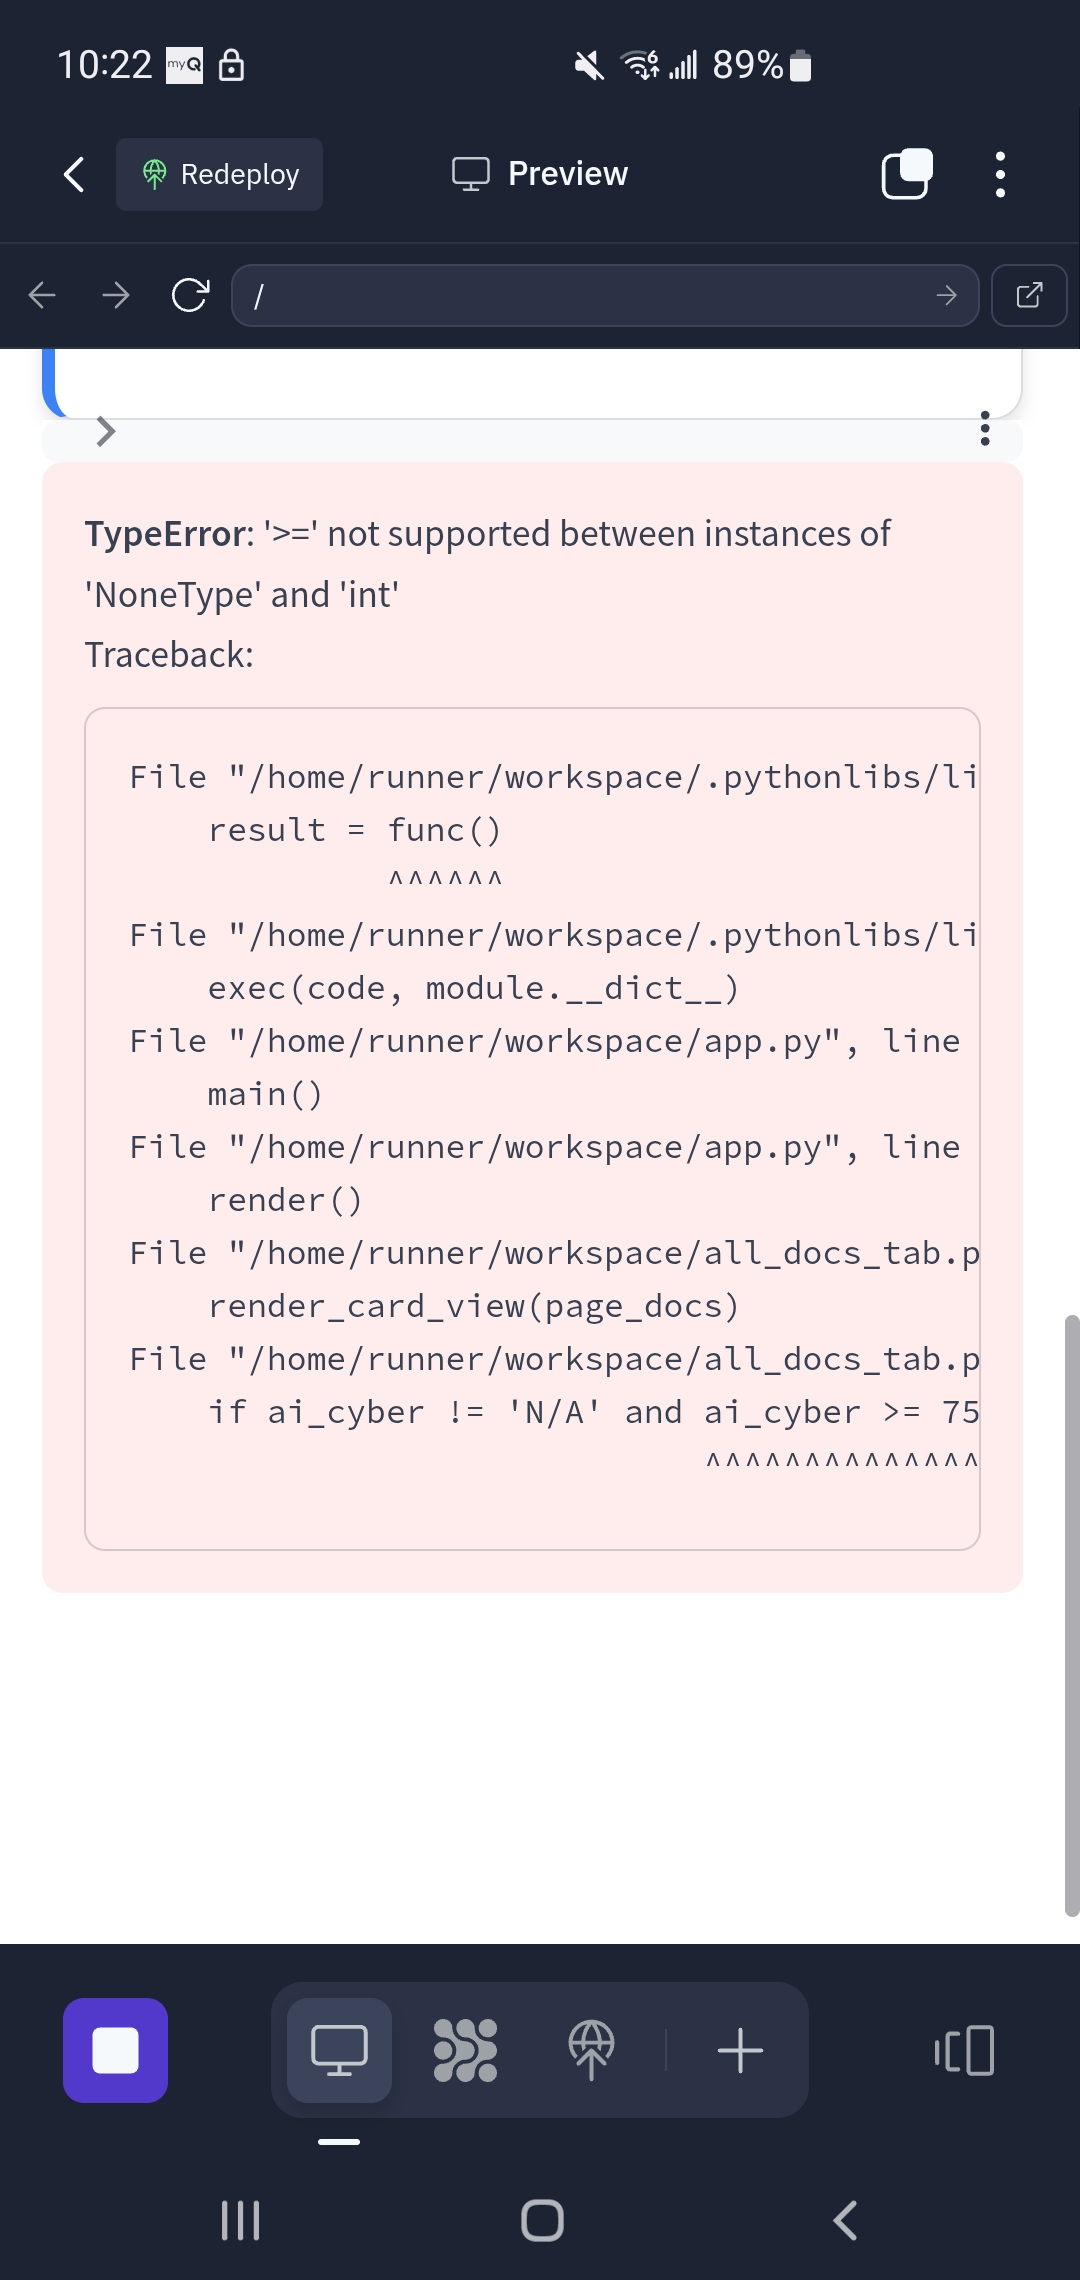 10:22 myQ 6 89%
Redeploy Preview
/
TypeError: '>=' not supported between instances of
'NoneType' and 'int'
Traceback:
File "/home/runner/workspace/.pythonlibs/li
    result = func()
             ^^^^^^
File "/home/runner/workspace/.pythonlibs/li
    exec(code, module.__dict__)
File "/home/runner/workspace/app.py", line
    main()
File "/home/runner/workspace/app.py", line
    render()
File "/home/runner/workspace/all_docs_tab.p
    render_card_view(page_docs)
File "/home/runner/workspace/all_docs_tab.p
    if ai_cyber != 'N/A' and ai_cyber >= 75
                             ^^^^^^^^^^^^^^